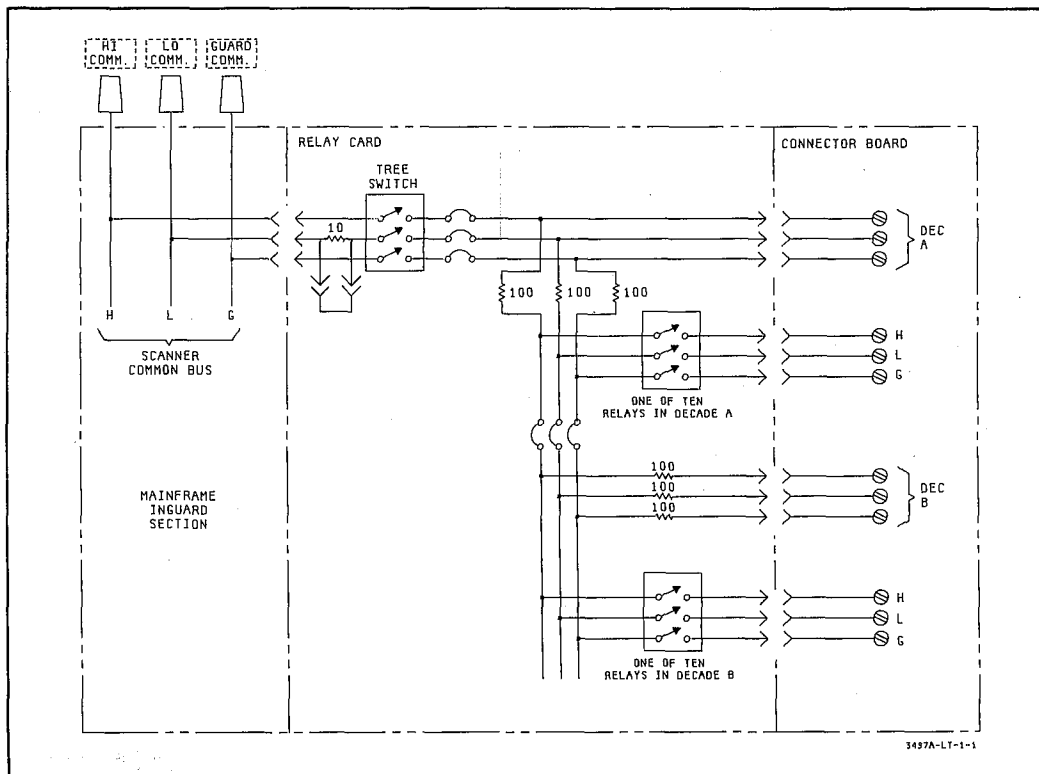 HI COMM.
LO COMM.
GUARD COMM.
RELAY CARD
CONNECTOR BOARD
TREE
SWITCH
10
DEC
A
100
100
100
H
L
G
H
L
G
SCANNER
COMMON BUS
ONE OF TEN
RELAYS IN DECADE A
100
100
100
DEC
B
MAINFRAME
INGUARD
SECTION
H
L
G
ONE OF TEN
RELAYS IN DECADE B
3497A-LT-1-1